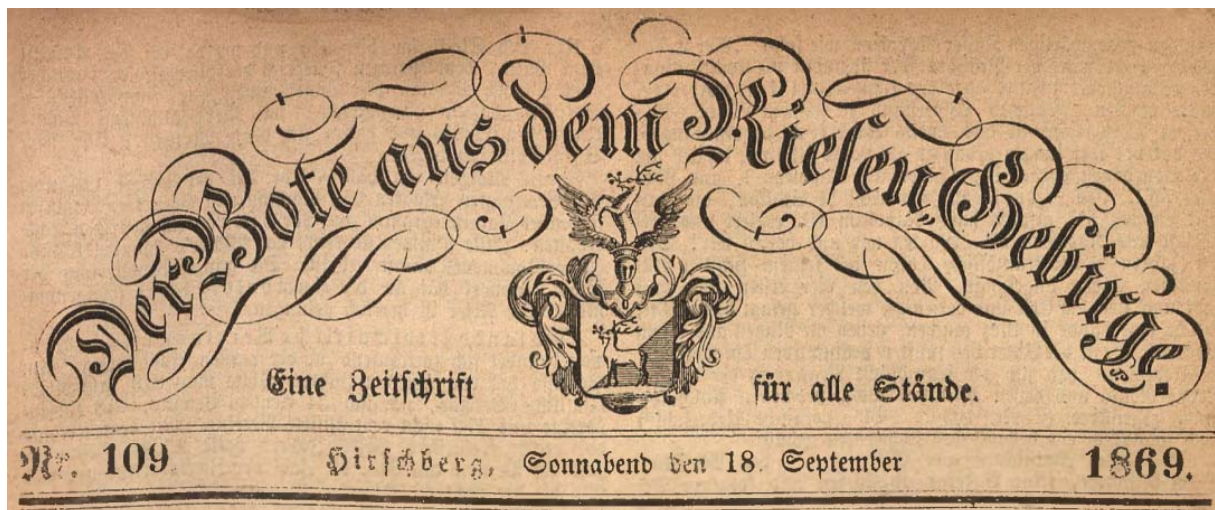 Der Bote aus dem Riesen-Gebirge.
Eine Zeitschrift für alle Stände.
Nr. 109 Hirschberg, Sonnabend den 18. September 1869.